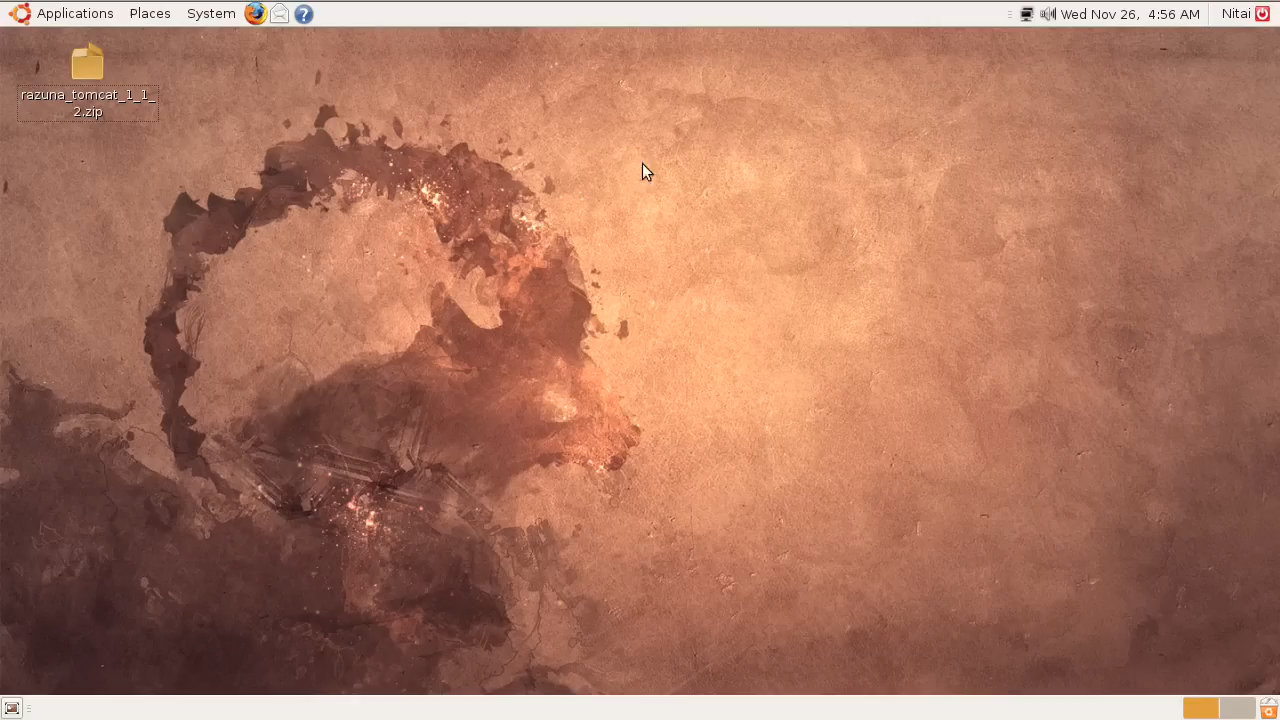 Applications Places System ? Wed Nov 26, 4:56 AM Nitai
razuna_tomcat_1_1_
2.zip